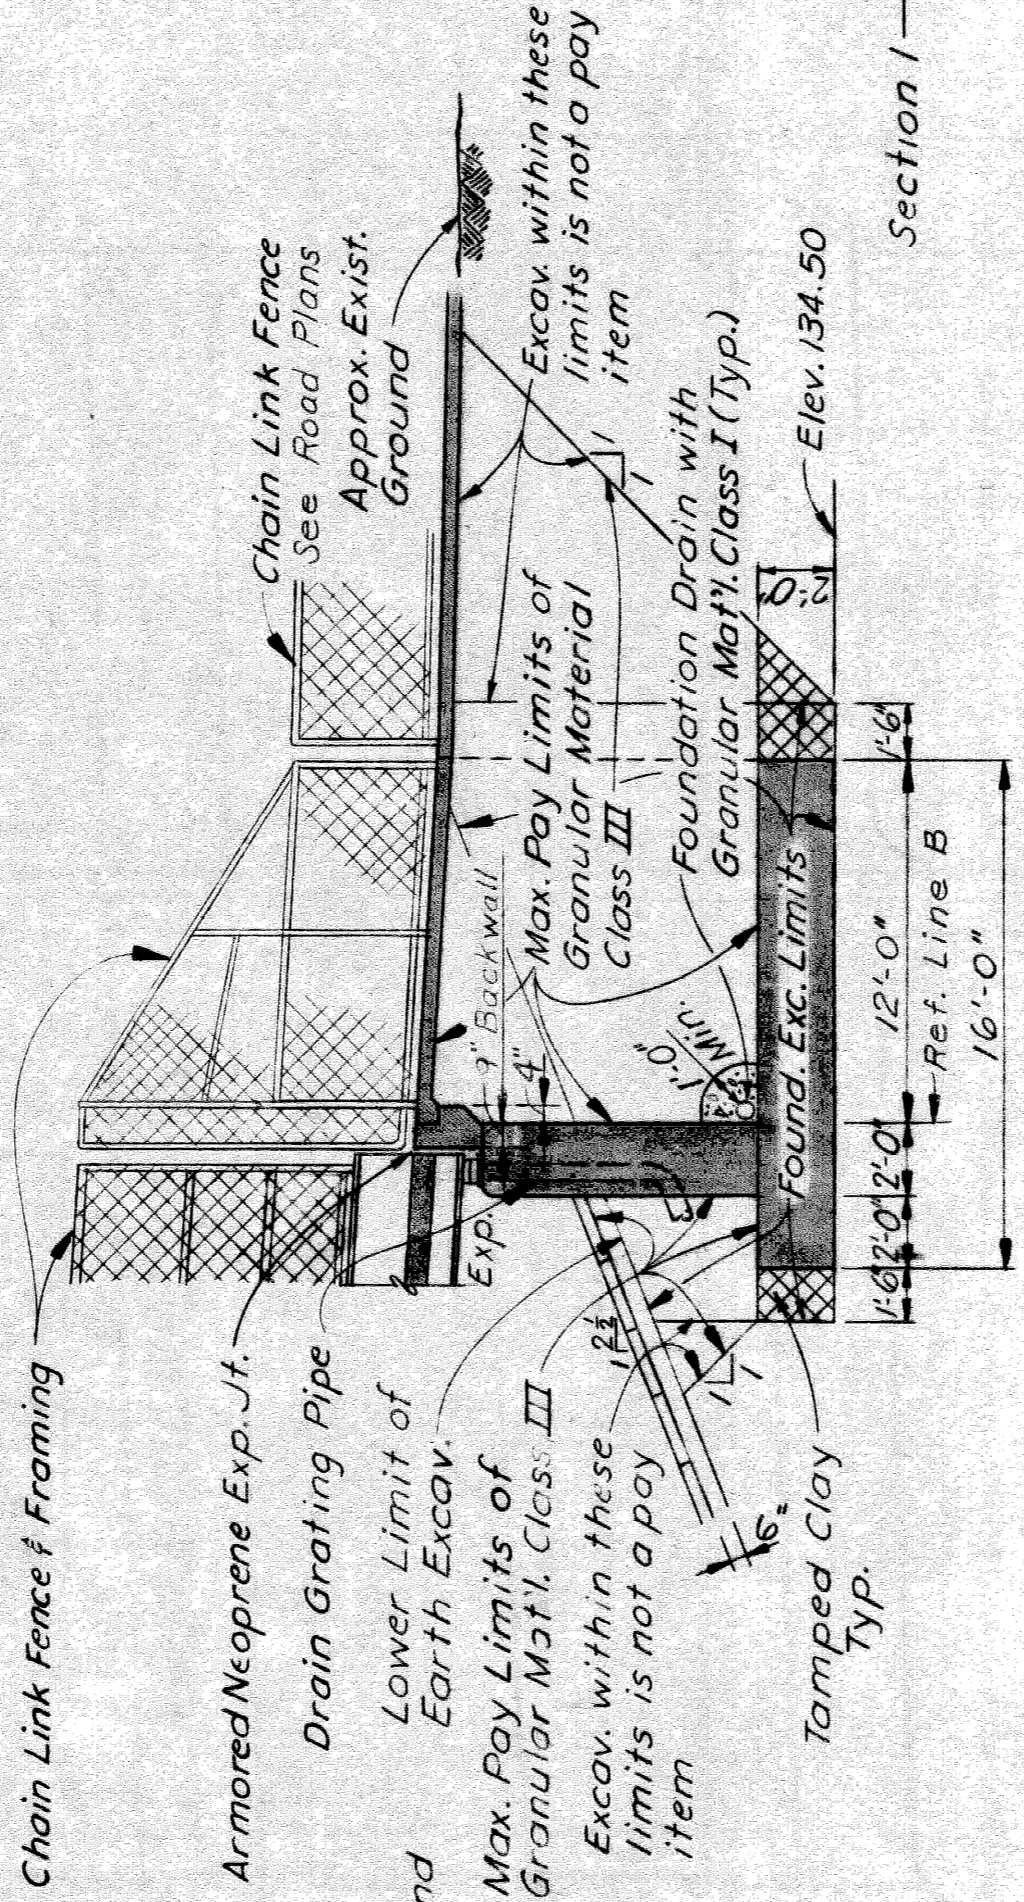 Chain Link Fence & Framing
Armored Neoprene Exp. Jt.
Drain Grating Pipe
Lower Limit of
Earth Excav.
nd
Max. Pay Limits of
Granular Mat'l. Class III
Excav. within these
limits is not a pay
item
Tamped Clay
Typ.
6"
1
2½
1
1
Exp.
9" Backwall
4"
1'-0"
Min.
Chain Link Fence
See Road Plans
Approx. Exist.
Ground
Excav. within these
limits is not a pay
item
Max. Pay Limits of
Granular Material
Class III
1
1
Foundation Drain with
Granular Mat'l. Class I (Typ.)
Found. Exc. Limits
2'-0"
Elev. 134.50
1'-6"
2'-0"
2'-0"
12'-0"
1'-6"
Ref. Line B
16'-0"
Section 1